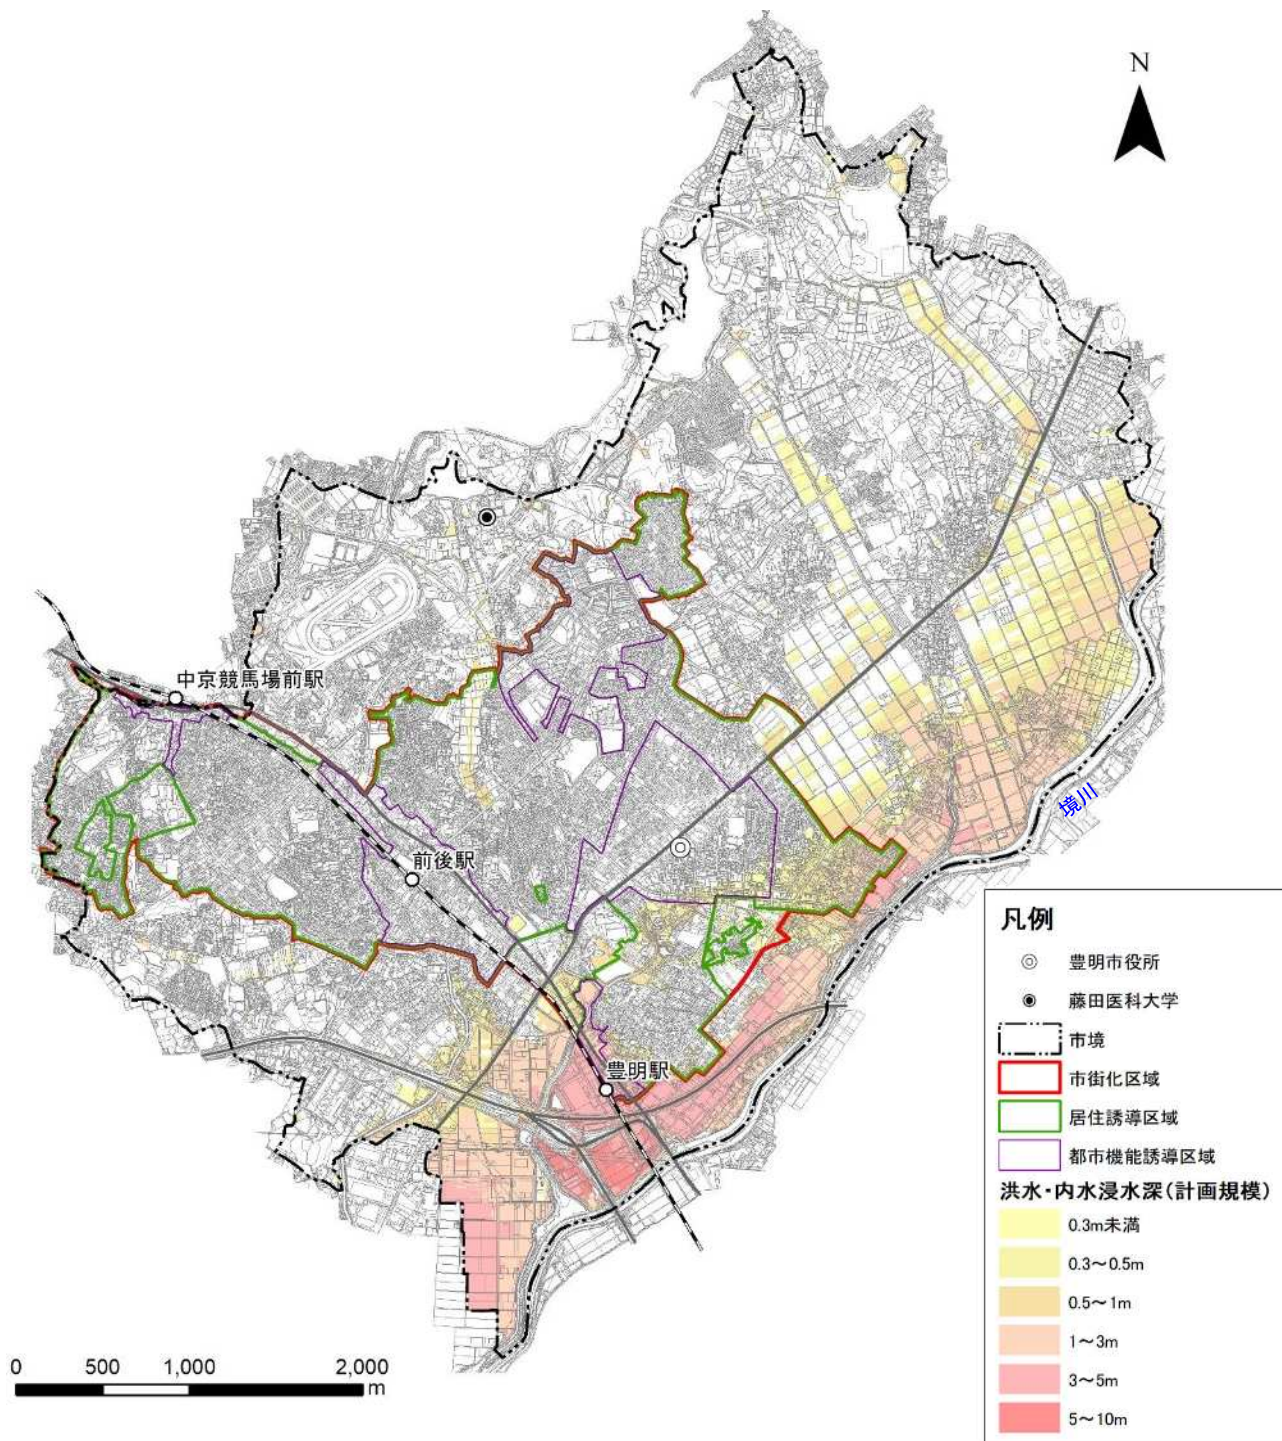 N
中京競馬場前駅
前後駅
豊明駅
境川
凡例
豊明市役所
藤田医科大学
市境
市街化区域
居住誘導区域
都市機能誘導区域
洪水・内水浸水深(計画規模)
0.3m未満
0.3～0.5m
0.5～1m
1～3m
3～5m
5～10m
0 500 1,000 2,000
m